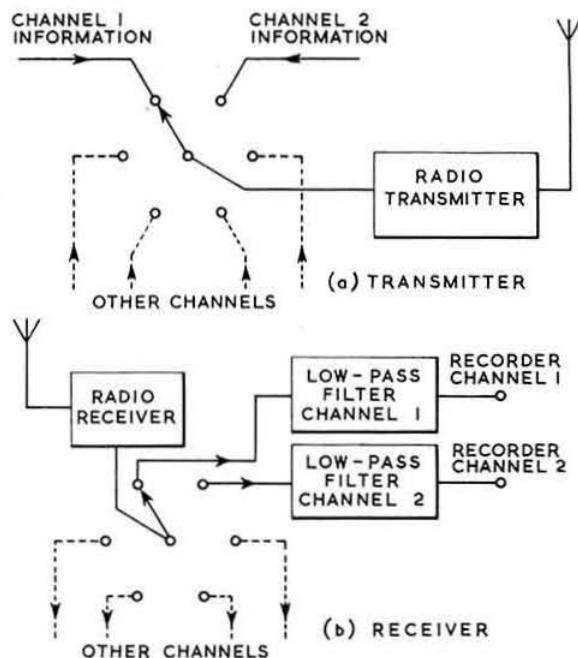 CHANNEL 1
INFORMATION
CHANNEL 2
INFORMATION
RADIO
TRANSMITTER
OTHER CHANNELS
(a) TRANSMITTER
RADIO
RECEIVER
LOW-PASS
FILTER
CHANNEL 1
RECORDER
CHANNEL 1
LOW-PASS
FILTER
CHANNEL 2
RECORDER
CHANNEL 2
OTHER CHANNELS
(b) RECEIVER